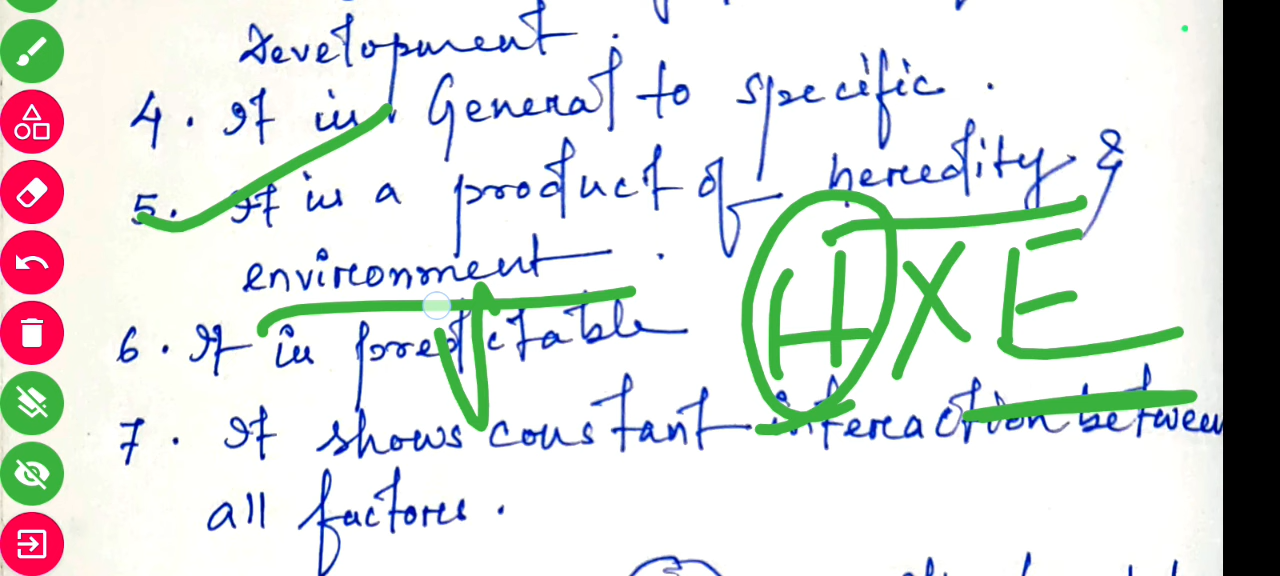 Development.
4. It is General to specific.
5. It is a product of heredity &
environment.
H X E
6. It is predictable
7. It shows constant interaction between
all factores.